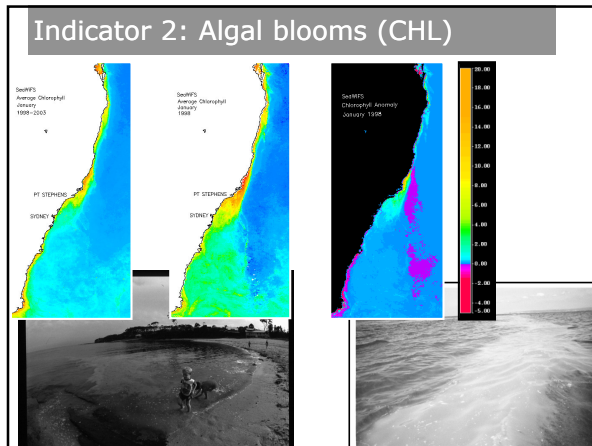 Indicator 2: Algal blooms (CHL)
SeaWiFS
Average Chlorophyll
January
1998-2003
PT STEPHENS
SYDNEY
SeaWiFS
Average Chlorophyll
January
1998
PT STEPHENS
SYDNEY
SeaWiFS
Chlorophyll Anomaly
January 1998
20.00
18.00
16.00
14.00
12.00
10.00
8.00
6.00
4.00
2.00
0.00
-2.00
-4.00
-5.00